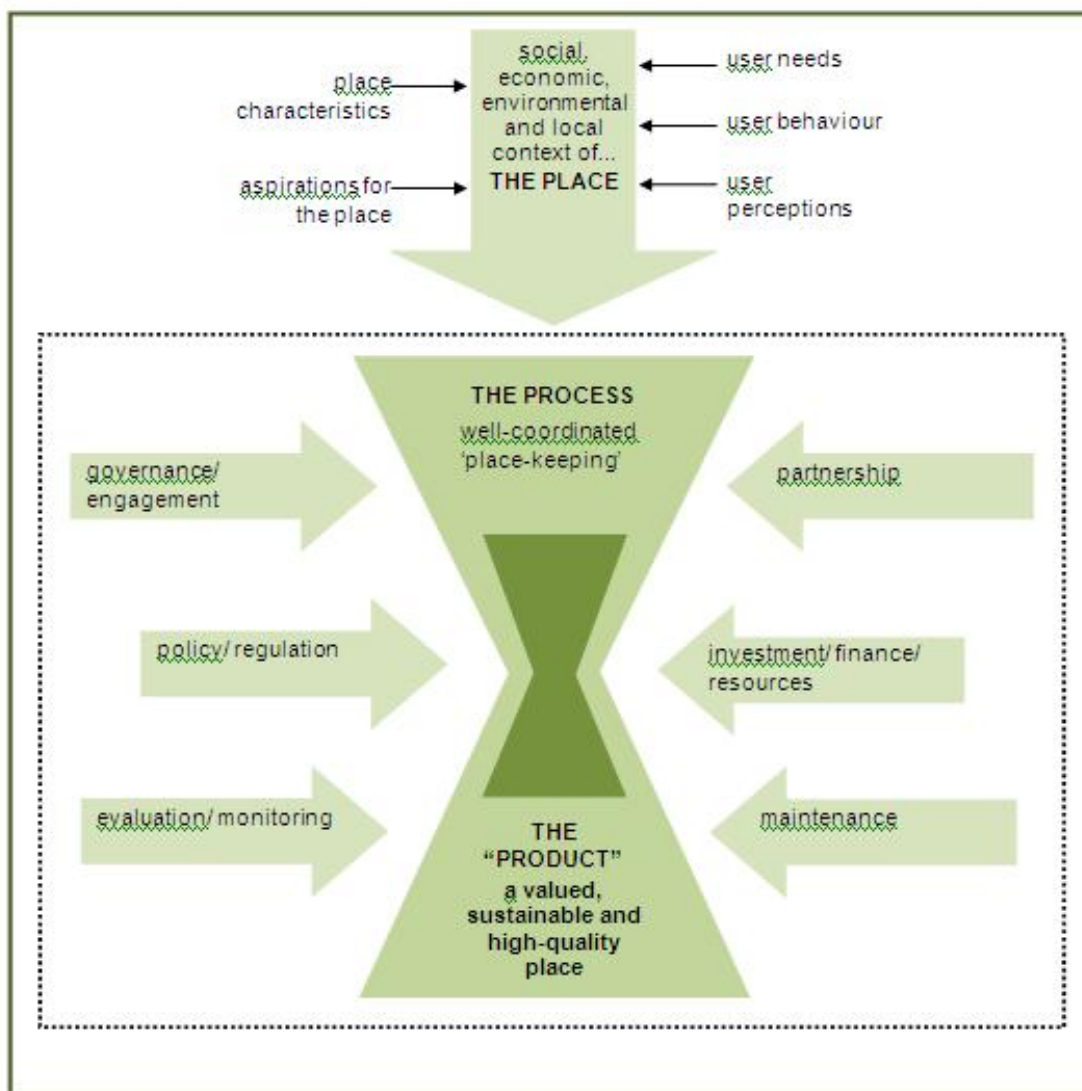 place
characteristics
aspirations for
the place
social,
economic,
environmental
and local
context of...
THE PLACE
user needs
user behaviour
user
perceptions
THE PROCESS
well-coordinated
'place-keeping'
governance/
engagement
partnership
policy/ regulation
investment/ finance/
resources
evaluation/ monitoring
maintenance
THE
“PRODUCT”
a valued,
sustainable and
high-quality
place